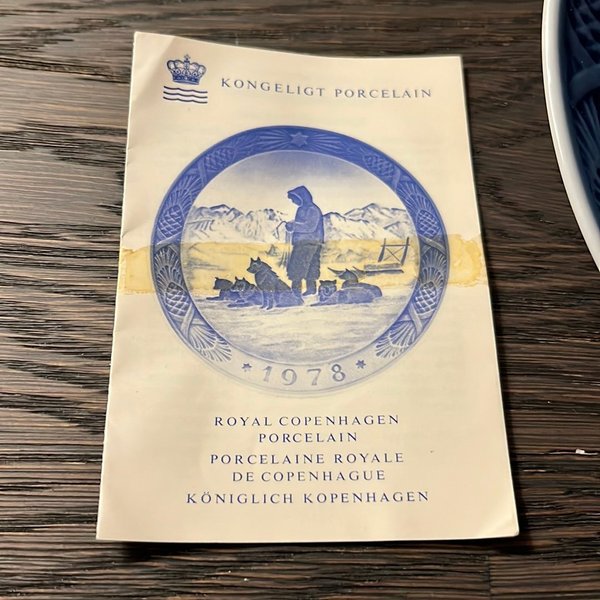 KONGELIGT PORCELAIN
* 1978 *
ROYAL COPENHAGEN
PORCELAIN
PORCELAINE ROYALE
DE COPENHAGUE
KÖNIGLICH KOPENHAGEN